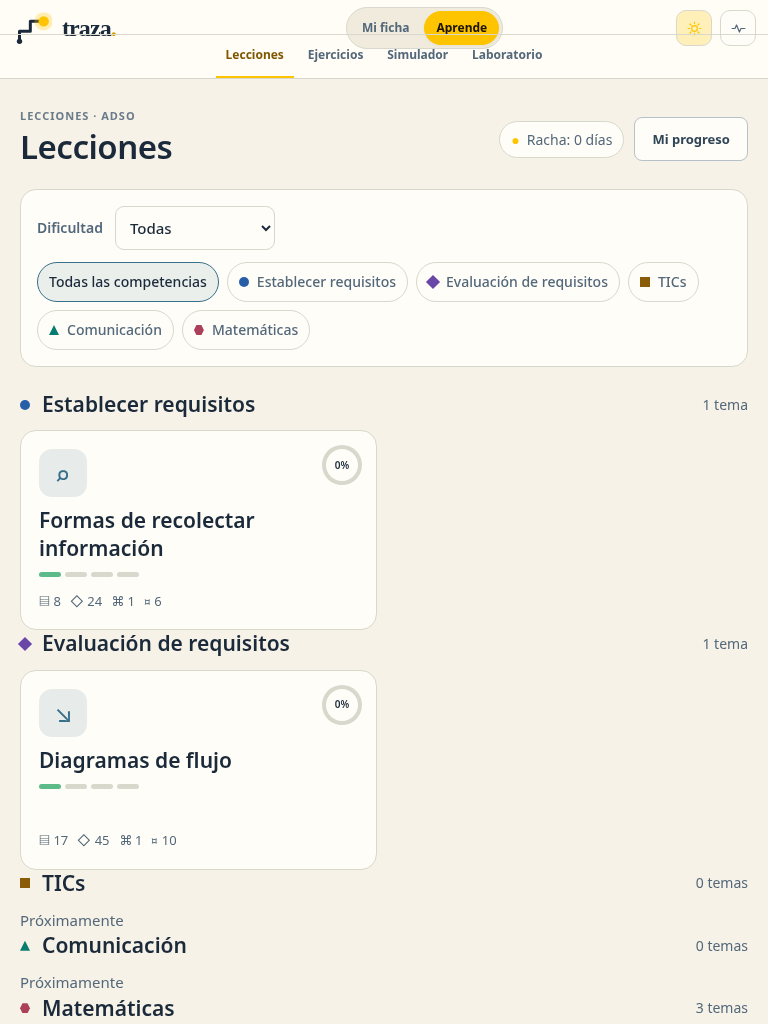 traza.
Mi ficha
Aprende
Lecciones
Ejercicios
Simulador
Laboratorio
LECCIONES · ADSO
Lecciones
Racha: 0 días
Mi progreso
Dificultad
Todas
Todas las competencias
Establecer requisitos
Evaluación de requisitos
TICs
Comunicación
Matemáticas
Establecer requisitos
1 tema
0%
Formas de recolectar
información
8 24 1 6
Evaluación de requisitos
1 tema
0%
Diagramas de flujo
17 45 1 10
TICs
0 temas
Próximamente
Comunicación
0 temas
Próximamente
Matemáticas
3 temas